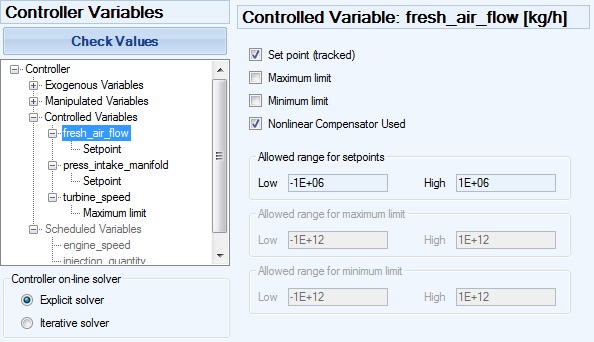 Controller Variables
Check Values
Controller
Exogenous Variables
Manipulated Variables
Controlled Variables
fresh_air_flow
Setpoint
press_intake_manifold
Setpoint
turbine_speed
Maximum limit
Scheduled Variables
engine_speed
injection_quantity
Controller on-line solver
Explicit solver
Iterative solver
Controlled Variable: fresh_air_flow [kg/h]
Set point (tracked)
Maximum limit
Minimum limit
Nonlinear Compensator Used
Allowed range for setpoints
Low -1E+06 High 1E+06
Allowed range for maximum limit
Low -1E+12 High 1E+12
Allowed range for minimum limit
Low -1E+12 High 1E+12